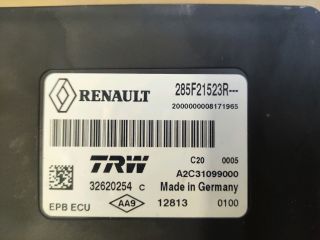 RENAULT
285F21523R---
2000000008171965
TRW
C20 0005
A2C31099000
32620254 C
Made in Germany
EPB ECU
AA9
12813
0100